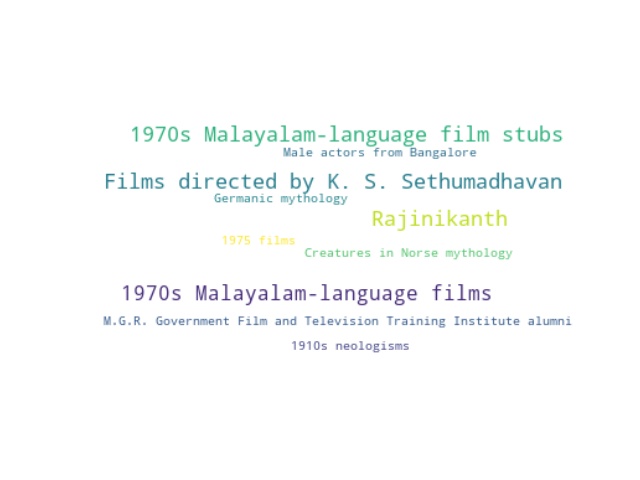 1970s Malayalam-language film stubs
Male actors from Bangalore
Films directed by K. S. Sethumadhavan
Germanic mythology
Rajinikanth
1975 films
Creatures in Norse mythology
1970s Malayalam-language films
M.G.R. Government Film and Television Training Institute alumni
1910s neologisms